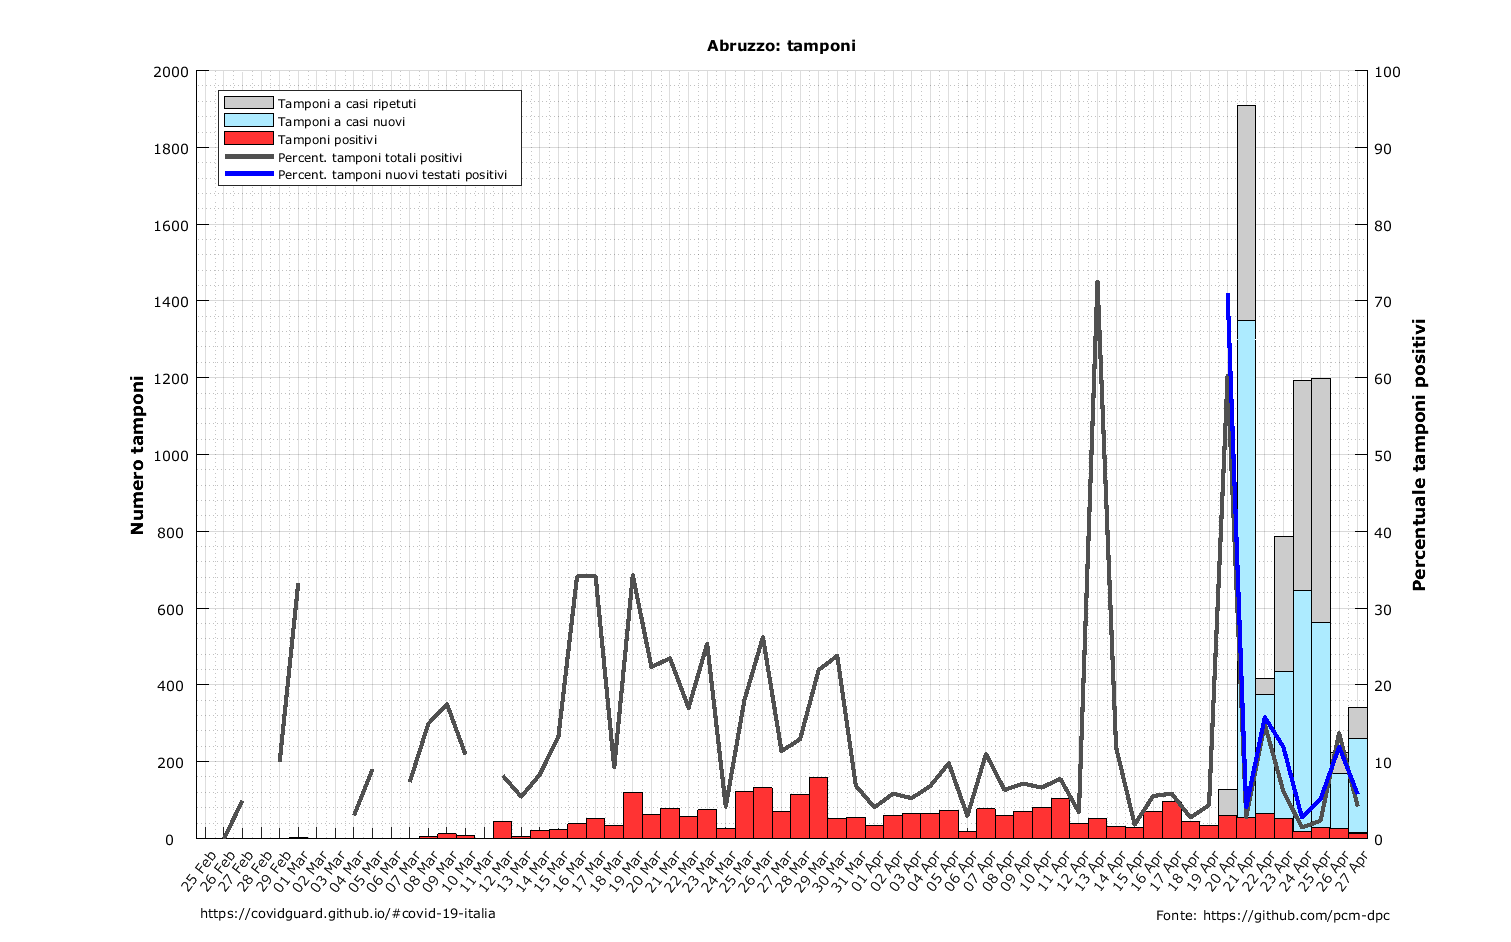 Abruzzo: tamponi
Tamponi a casi ripetuti
Tamponi a casi nuovi
Tamponi positivi
Percent. tamponi totali positivi
Percent. tamponi nuovi testati positivi
Numero tamponi
2000
1800
1600
1400
1200
1000
800
600
400
200
0
100
90
80
70
60
50
40
30
20
10
0
Percentuale tamponi positivi
25 Feb
26 Feb
27 Feb
28 Feb
29 Feb
01 Mar
02 Mar
03 Mar
04 Mar
05 Mar
06 Mar
07 Mar
08 Mar
09 Mar
10 Mar
11 Mar
12 Mar
13 Mar
14 Mar
15 Mar
16 Mar
17 Mar
18 Mar
19 Mar
20 Mar
21 Mar
22 Mar
23 Mar
24 Mar
25 Mar
26 Mar
27 Mar
28 Mar
29 Mar
30 Mar
31 Mar
01 Apr
02 Apr
03 Apr
04 Apr
05 Apr
06 Apr
07 Apr
08 Apr
09 Apr
10 Apr
11 Apr
12 Apr
13 Apr
14 Apr
15 Apr
16 Apr
17 Apr
18 Apr
19 Apr
20 Apr
21 Apr
22 Apr
23 Apr
24 Apr
25 Apr
26 Apr
27 Apr
https://covidguard.github.io/#covid-19-italia
Fonte: https://github.com/pcm-dpc